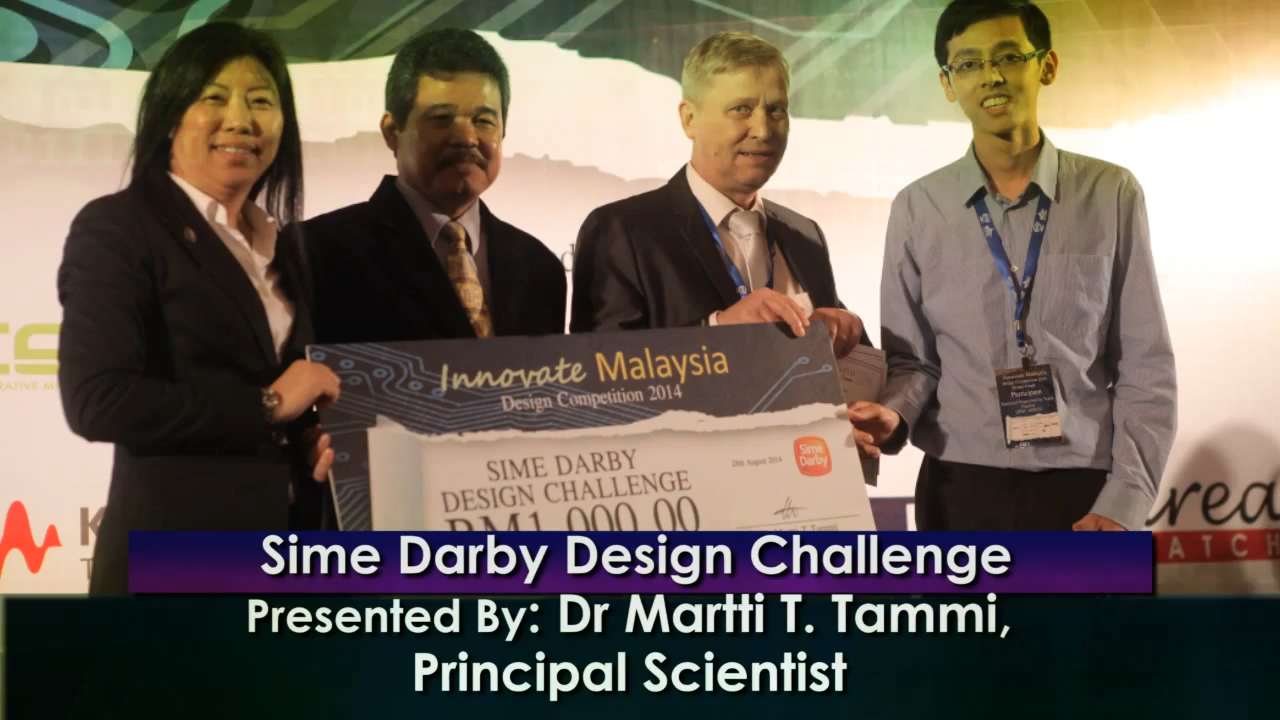 Innovate Malaysia
Design Competition 2014
SIME DARBY
DESIGN CHALLENGE
28th August 2014
Sime
Darby
RM1,000.00
Participant
Sime Darby Design Challenge
Presented By: Dr Martti T. Tammi,
Principal Scientist